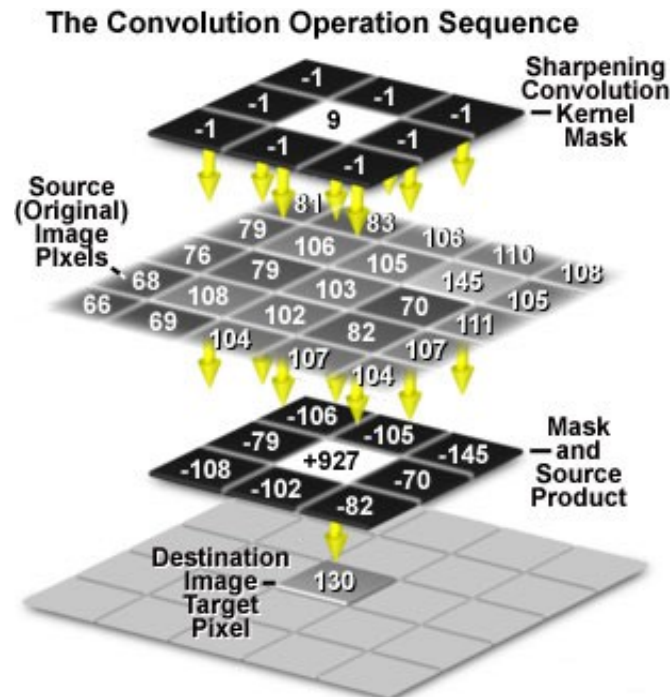 The Convolution Operation Sequence
Sharpening
Convolution
Kernel
Mask
-1 -1 -1
-1 9 -1
-1 -1 -1
Source
(Original)
Image
Pixels
81 83 106 110 108
79 106 105 145 105
76 79 103 70 111
68 108 102 82 107
66 69 104 107 104
-106 -105 -145
-79 +927 -70
-108 -102 -82
Mask
and
Source
Product
Destination
Image
Target
Pixel
130